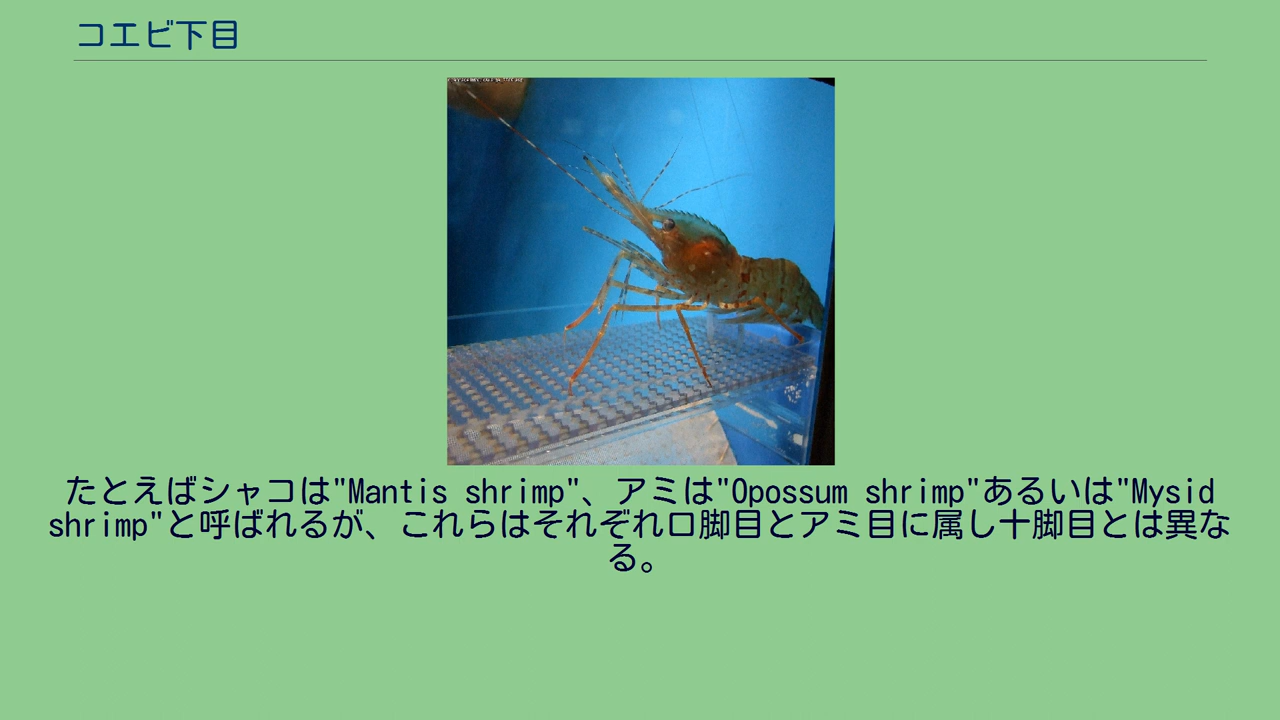 コエビ下目
たとえばシャコは"Mantis shrimp"、アミは"Opossum shrimp"あるいは"Mysid
shrimp"と呼ばれるが、これらはそれぞれ口脚目とアミ目に属し十脚目とは異な
る。